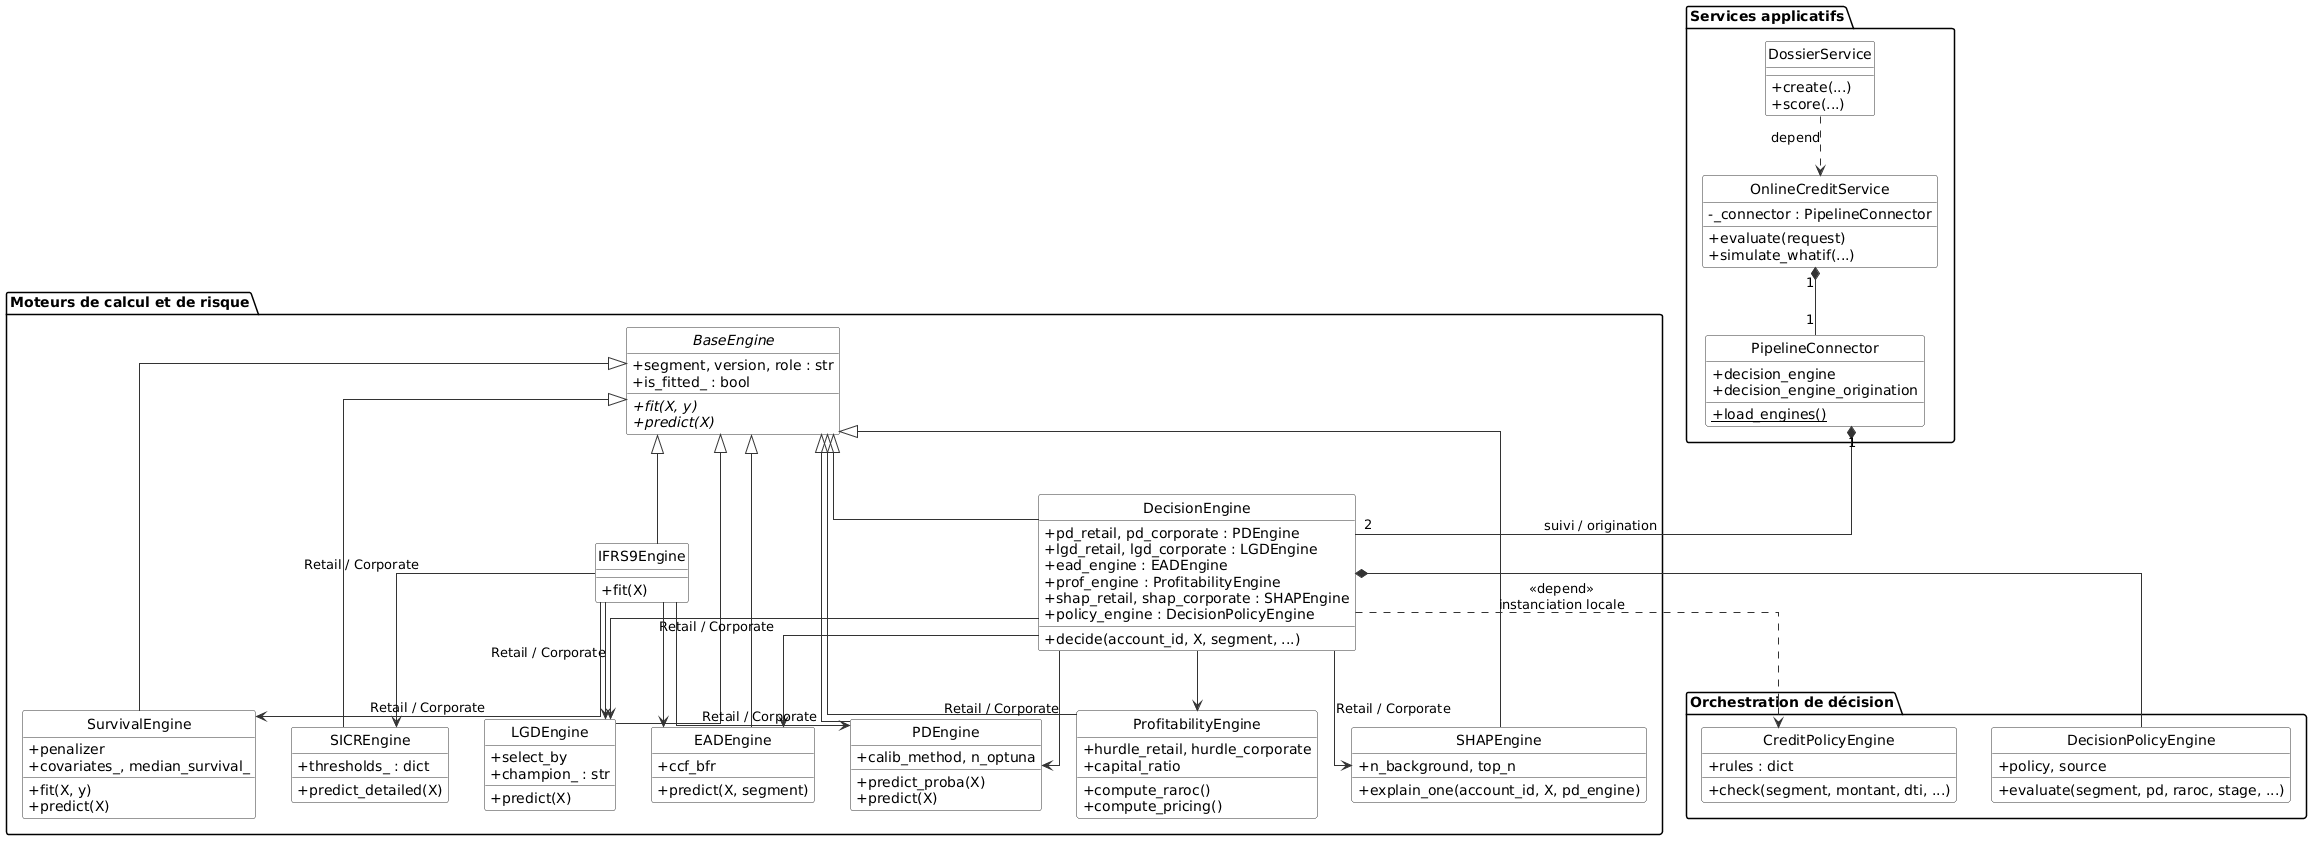 Services applicatifs
DossierService
+create(...)
+score(...)
depend
OnlineCreditService
-_connector : PipelineConnector
+evaluate(request)
+simulate_whatif(...)
1
1
PipelineConnector
+decision_engine
+decision_engine_origination
+load_engines()
1
Moteurs de calcul et de risque
BaseEngine
+segment, version, role : str
+is_fitted_ : bool
+fit(X, y)
+predict(X)
DecisionEngine
+pd_retail, pd_corporate : PDEngine
+lgd_retail, lgd_corporate : LGDEngine
+ead_engine : EADEngine
+prof_engine : ProfitabilityEngine
+shap_retail, shap_corporate : SHAPEngine
+policy_engine : DecisionPolicyEngine
+decide(account_id, X, segment, ...)
2
suivi / origination
IFRS9Engine
+fit(X)
Retail / Corporate
«depend»
instanciation locale
Retail / Corporate
Retail / Corporate
Retail / Corporate
Retail / Corporate
Retail / Corporate
Retail / Corporate
SurvivalEngine
+penalizer
+covariates_, median_survival_
+fit(X, y)
+predict(X)
SICREngine
+thresholds_ : dict
+predict_detailed(X)
LGDEngine
+select_by
+champion_ : str
+predict(X)
EADEngine
+ccf_bfr
+predict(X, segment)
PDEngine
+calib_method, n_optuna
+predict_proba(X)
+predict(X)
ProfitabilityEngine
+hurdle_retail, hurdle_corporate
+capital_ratio
+compute_raroc()
+compute_pricing()
SHAPEngine
+n_background, top_n
+explain_one(account_id, X, pd_engine)
Orchestration de décision
CreditPolicyEngine
+rules : dict
+check(segment, montant, dti, ...)
DecisionPolicyEngine
+policy, source
+evaluate(segment, pd, raroc, stage, ...)